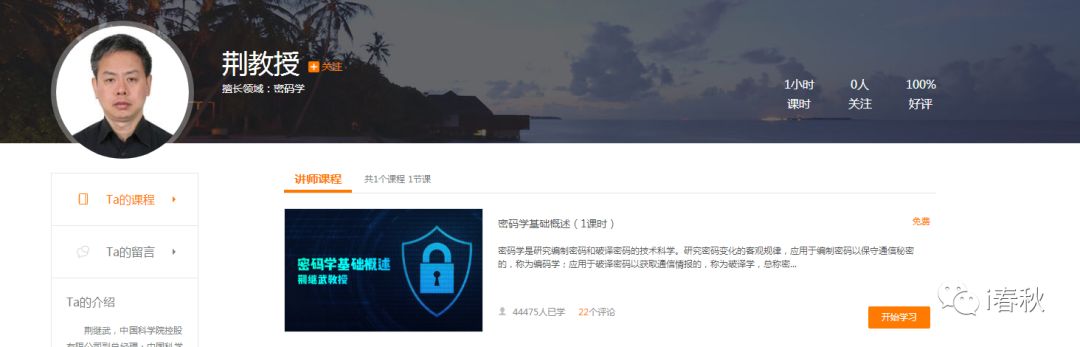 荆教授
+关注
擅长领域：密码学
1小时
0人
100%
课时
关注
好评
Ta的课程
Ta的留言
Ta的介绍
荆继武，中国科学院控股
有限公司副总经理；中国科学
讲师课程
共1个课程 1节课
密码学基础概述
荆继武教授
密码学基础概述（1课时）
免费
密码学是研究编制密码和破译密码的技术科学。研究密码变化的客观规律，应用于编制密码以保守通信秘密
的，称为编码学；应用于破译密码以获取通信情报的，称为破译学，总称密...
44475人已学
22个评论
开始学习
i春秋